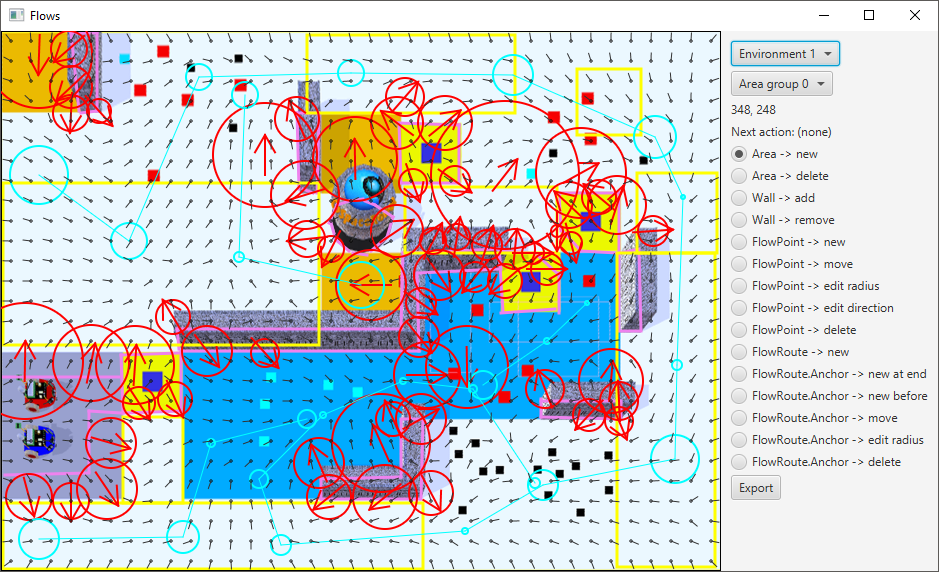 Flows
Environment 1
Area group 0
348, 248
Next action: (none)
Area -> new
Area -> delete
Wall -> add
Wall -> remove
FlowPoint -> new
FlowPoint -> move
FlowPoint -> edit radius
FlowPoint -> edit direction
FlowPoint -> delete
FlowRoute -> new
FlowRoute.Anchor -> new at end
FlowRoute.Anchor -> new before
FlowRoute.Anchor -> move
FlowRoute.Anchor -> edit radius
FlowRoute.Anchor -> delete
Export